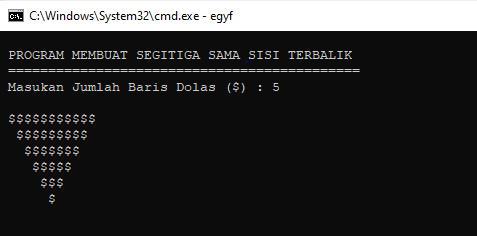 C:\Windows\System32\cmd.exe - egyf
PROGRAM MEMBUAT SEGITIGA SAMA SISI TERBALIK
============================================
Masukan Jumlah Baris Dolas ($) : 5
$$$$$$$$$$$
 $$$$$$$$$
  $$$$$$$
   $$$$$
    $$$
     $